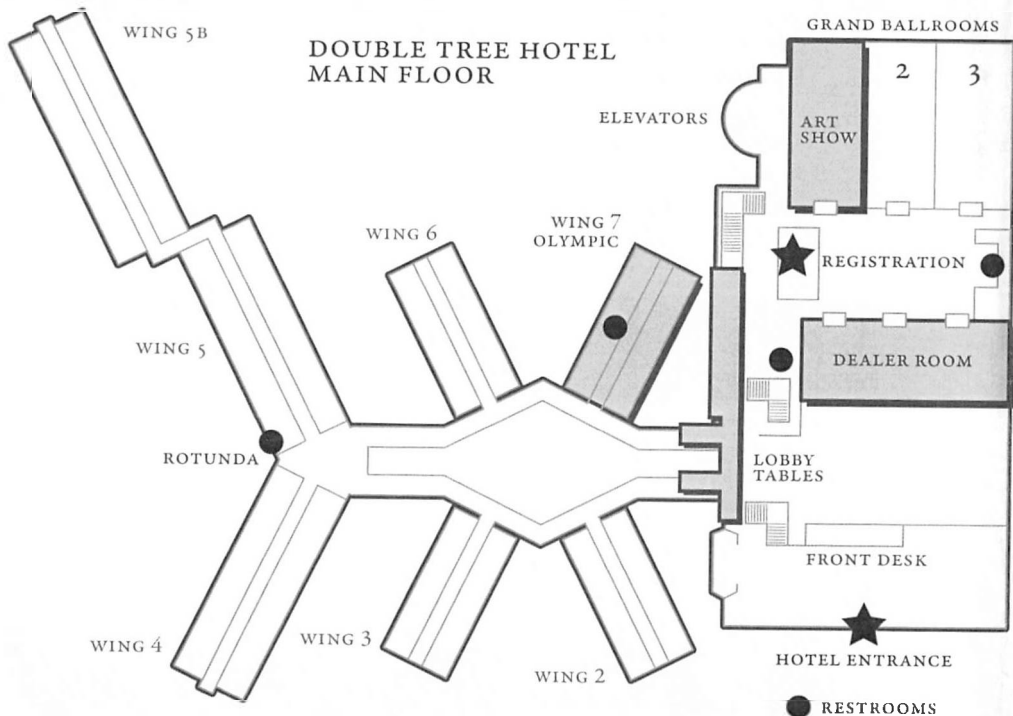 WING 5B
DOUBLE TREE HOTEL
MAIN FLOOR
GRAND BALLROOMS
2
3
ELEVATORS
ART
SHOW
WING 6
WING 7
OLYMPIC
REGISTRATION
WING 5
DEALER ROOM
ROTUNDA
LOBBY
TABLES
FRONT DESK
WING 4
WING 3
WING 2
HOTEL ENTRANCE
RESTROOMS